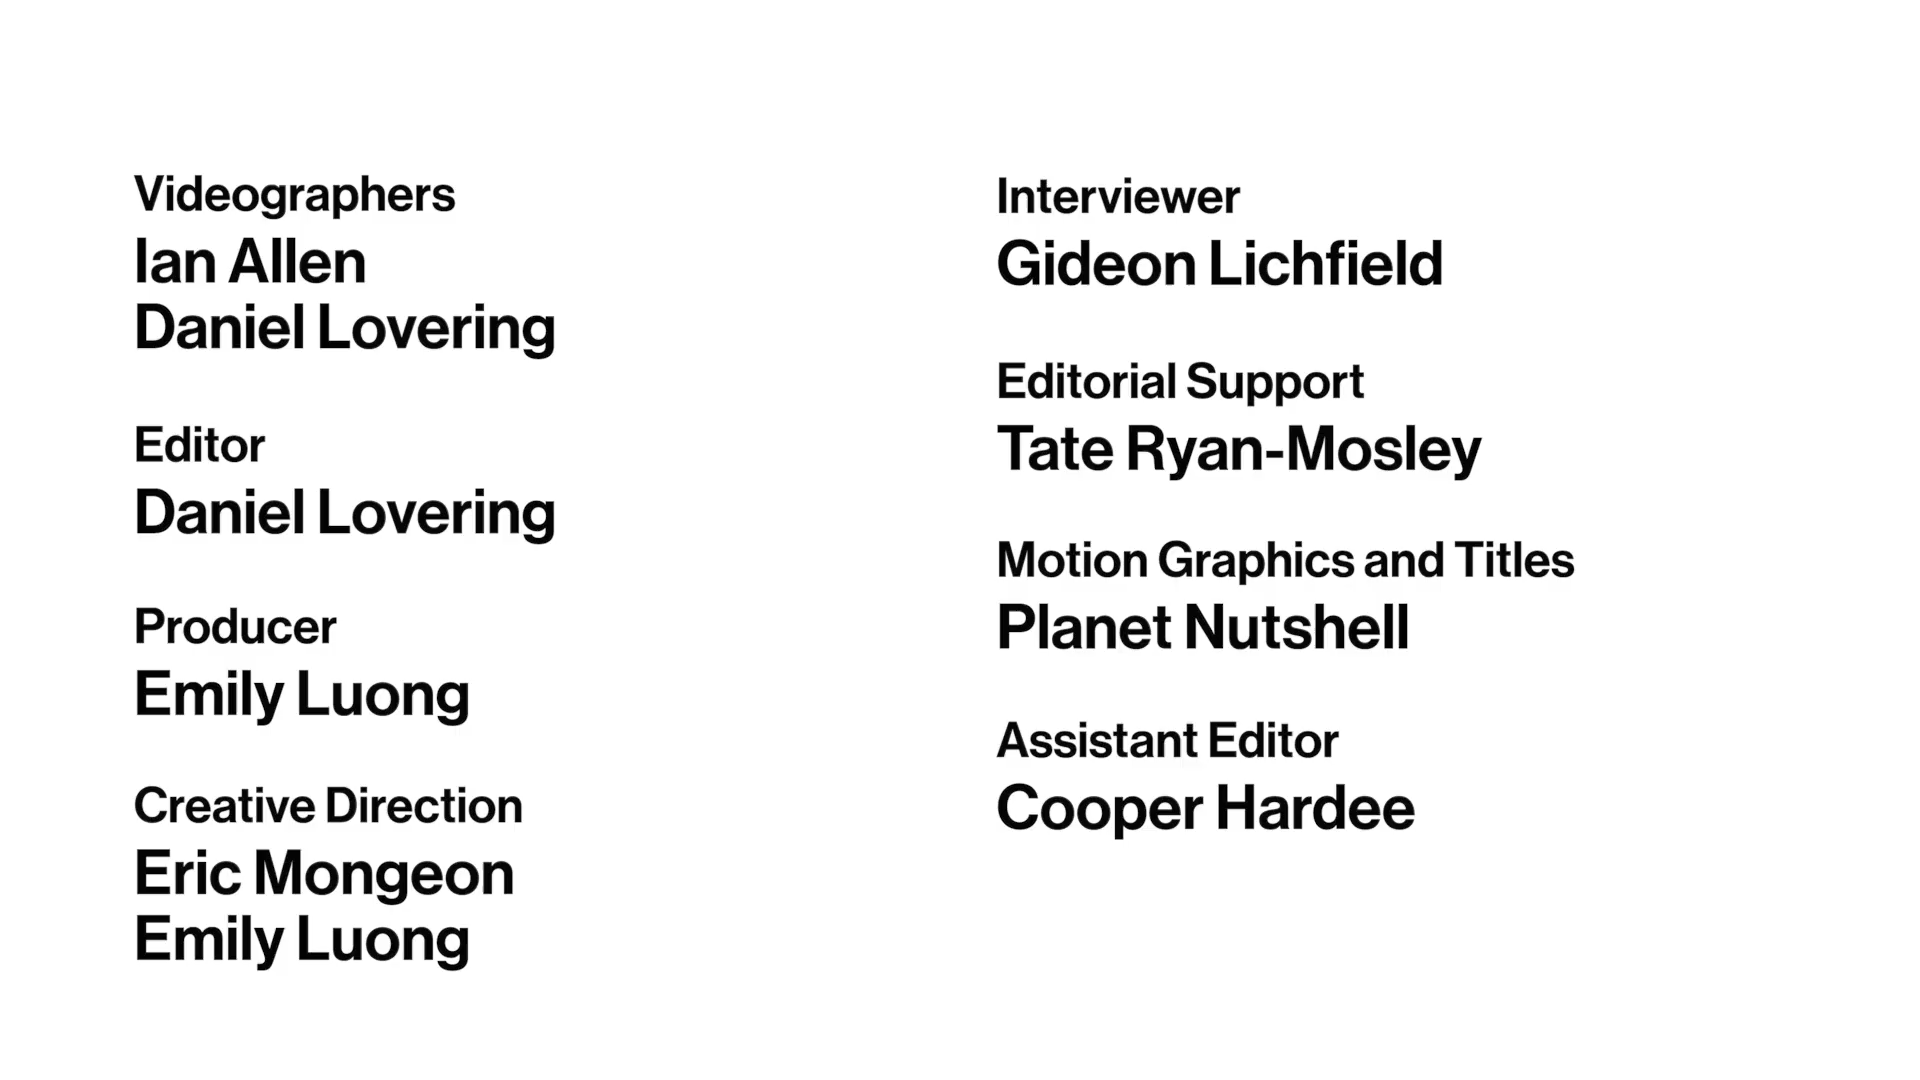 Videographers
Ian Allen
Daniel Lovering
Editor
Daniel Lovering
Producer
Emily Luong
Creative Direction
Eric Mongeon
Emily Luong
Interviewer
Gideon Lichfield
Editorial Support
Tate Ryan-Mosley
Motion Graphics and Titles
Planet Nutshell
Assistant Editor
Cooper Hardee